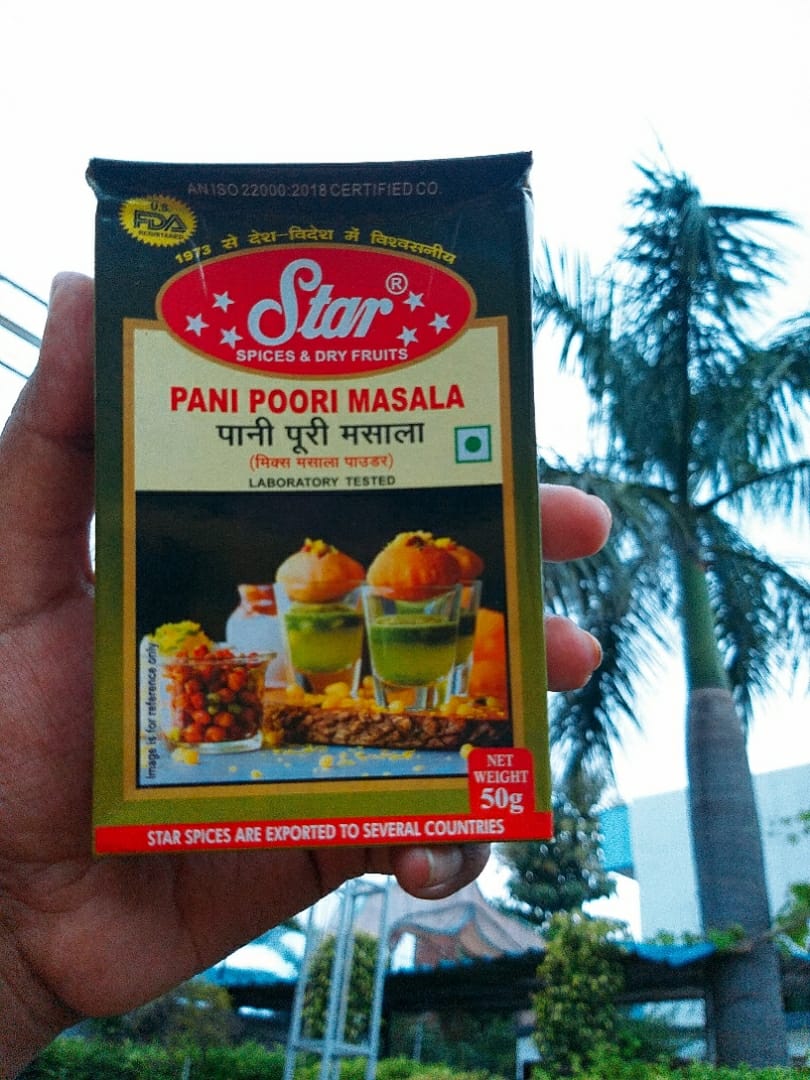 AN ISO 22000:2018 CERTIFIED CO.
U.S.
FDA
REGISTERED
1973 से देश-विदेश में विश्वसनीय
Star®
SPICES & DRY FRUITS
PANI POORI MASALA
पानी पूरी मसाला
(मिक्स मसाला पाउडर)
LABORATORY TESTED
Image is for reference only
NET
WEIGHT
50g
STAR SPICES ARE EXPORTED TO SEVERAL COUNTRIES